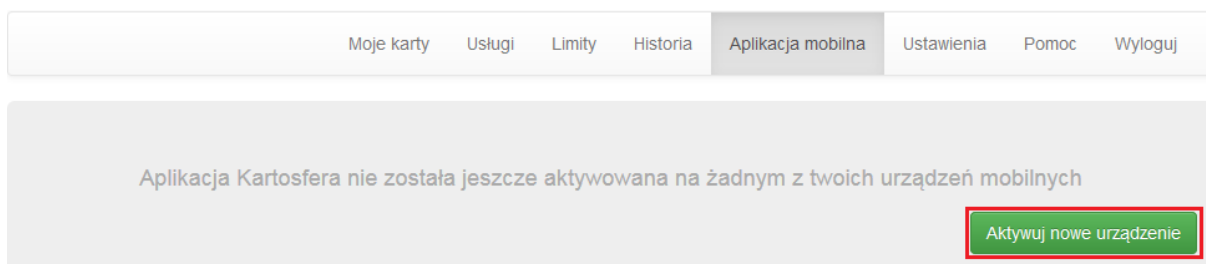 Moje karty Usługi Limity Historia Aplikacja mobilna Ustawienia Pomoc Wyloguj
Aplikacja Kartosfera nie została jeszcze aktywowana na żadnym z twoich urządzeń mobilnych
Aktywuj nowe urządzenie